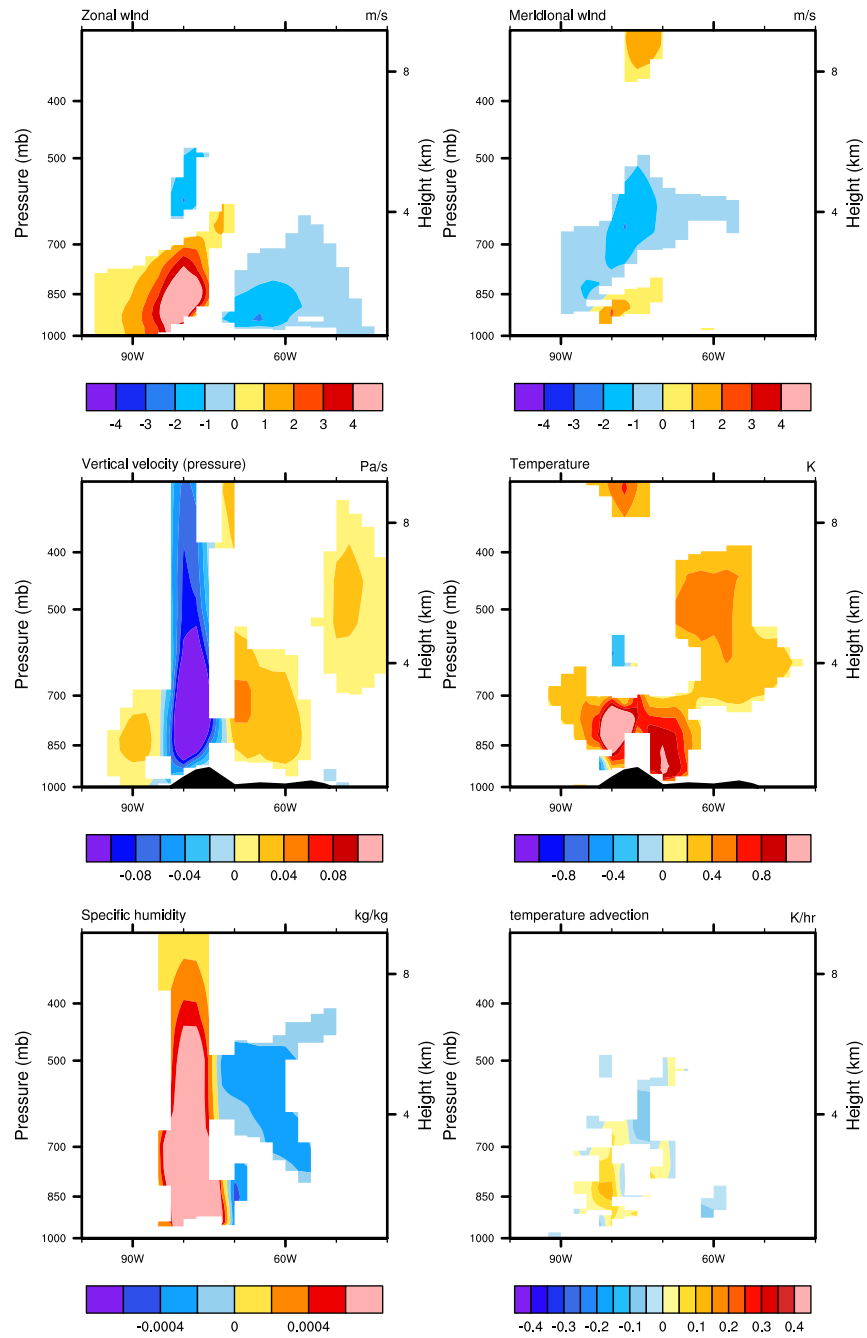 Zonal wind m/s
Pressure (mb)
400
500
700
850
1000
Height (km)
8
4
90W 60W
-4 -3 -2 -1 0 1 2 3 4
Meridional wind m/s
Pressure (mb)
400
500
700
850
1000
Height (km)
8
4
90W 60W
-4 -3 -2 -1 0 1 2 3 4
Vertical velocity (pressure) Pa/s
Pressure (mb)
400
500
700
850
1000
Height (km)
8
4
90W 60W
-0.08 -0.04 0 0.04 0.08
Temperature K
Pressure (mb)
400
500
700
850
1000
Height (km)
8
4
90W 60W
-0.8 -0.4 0 0.4 0.8
Specific humidity kg/kg
Pressure (mb)
400
500
700
850
1000
Height (km)
8
4
90W 60W
-0.0004 0 0.0004
temperature advection K/hr
Pressure (mb)
400
500
700
850
1000
Height (km)
8
4
90W 60W
-0.4 -0.3 -0.2 -0.1 0 0.1 0.2 0.3 0.4